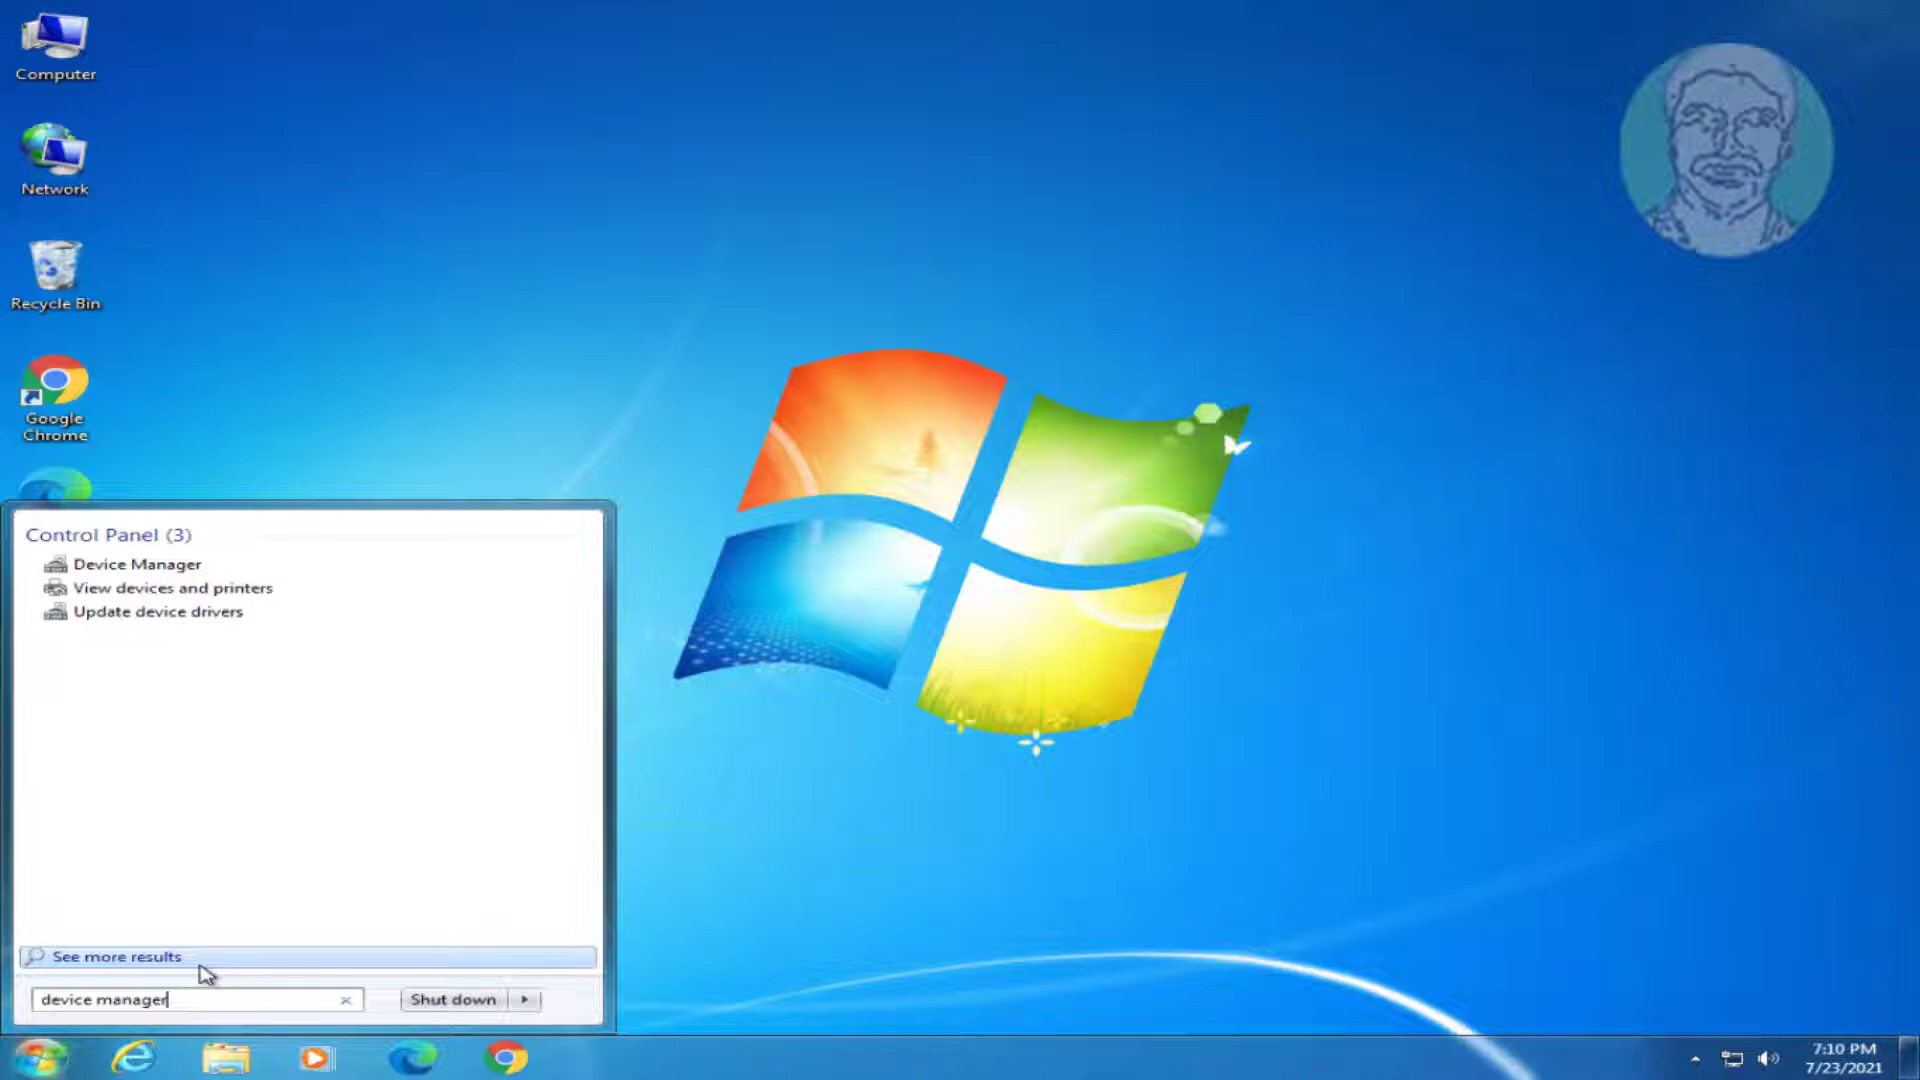 Computer
Network
Recycle Bin
Google
Chrome
Control Panel (3)
Device Manager
View devices and printers
Update device drivers
See more results
device manager
Shut down
7:10 PM
7/23/2021